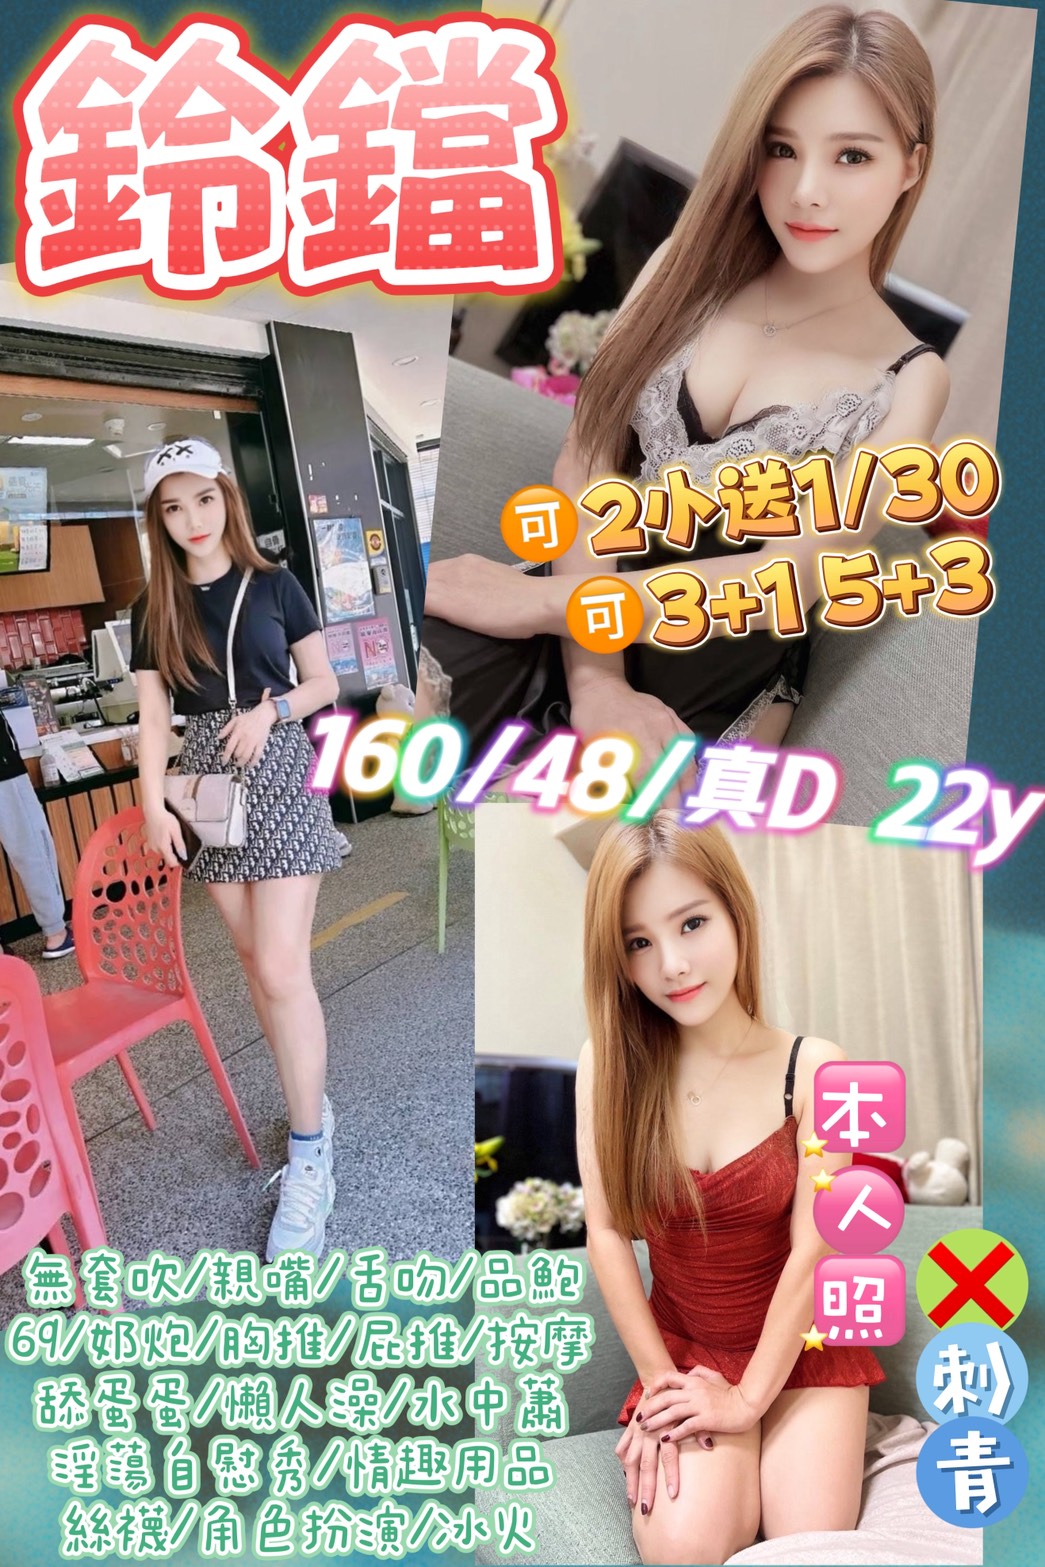 鈴鐺
可2小送1/30
可3+1 5+3
160/48/真D 22y
本人照
❌刺青
無套吹/親嘴/舌吻/品鮑
69/奶炮/胸推/屁推/按摩
舔蛋蛋/懶人澡/水中蕭
淫蕩自慰秀/情趣用品
絲襪/角色扮演/冰火